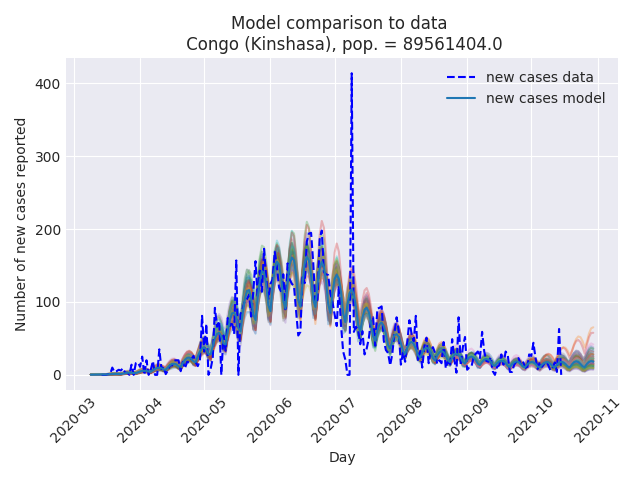 Model comparison to data
Congo (Kinshasa), pop. = 89561404.0
new cases data
new cases model
Number of new cases reported
400
300
200
100
0
2020-03
2020-04
2020-05
2020-06
2020-07
2020-08
2020-09
2020-10
2020-11
Day